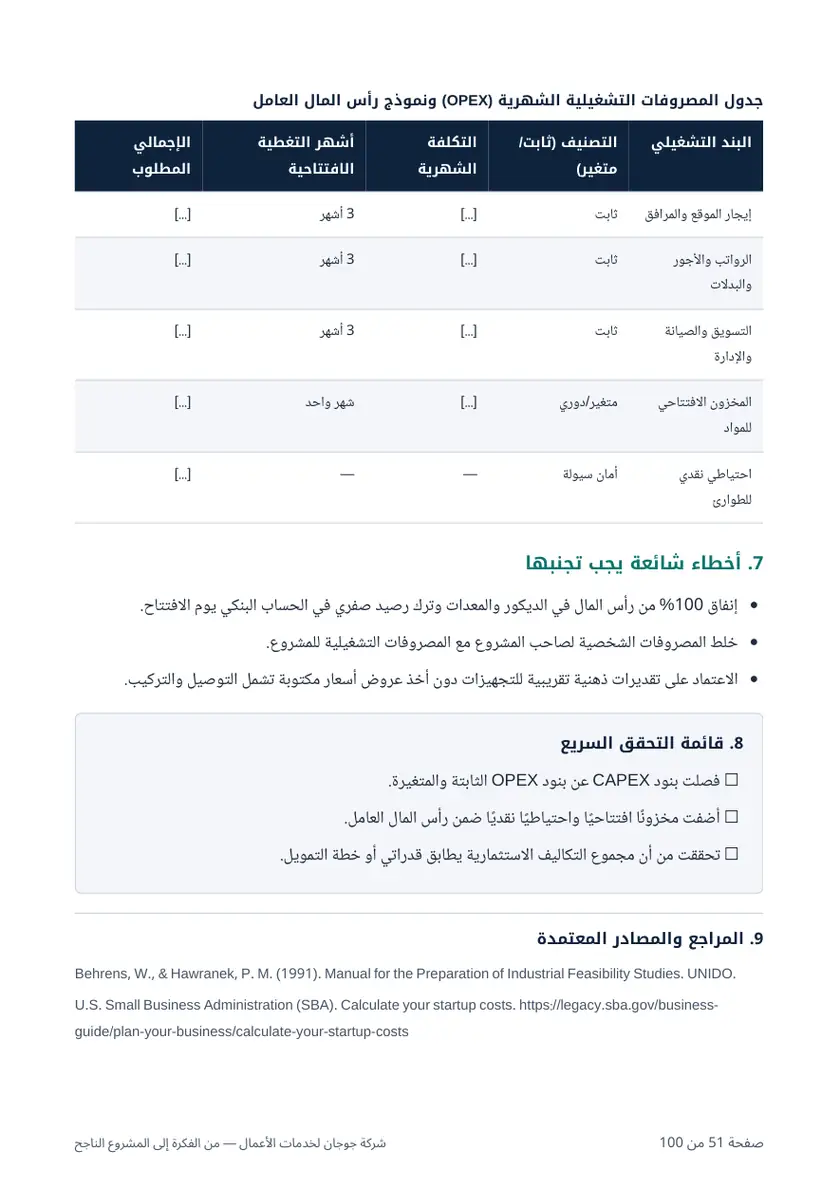 جدول المصروفات التشغيلية الشهرية (OPEX) ونموذج رأس المال العامل
البند التشغيلي التصنيف (ثابت/ التكلفة أشهر التغطية الإجمالي
متغير) الشهرية الافتتاحية المطلوب
إيجار الموقع والمرافق ثابت [...] 3 أشهر [...]
الرواتب والأجور ثابت [...] 3 أشهر [...]
والبدلات
التسويق والصيانة ثابت [...] 3 أشهر [...]
والإدارة
المخزون الافتتاحي متغير/دوري [...] شهر واحد [...]
للمواد
احتياطي نقدي أمان سيولة — — [...]
للطوارئ
7. أخطاء شائعة يجب تجنبها
• إنفاق 100% من رأس المال في الديكور والمعدات وترك رصيد صفري في الحساب البنكي يوم الافتتاح.
• خلط المصروفات الشخصية لصاحب المشروع مع المصروفات التشغيلية للمشروع.
• الاعتماد على تقديرات ذهنية تقريبية للتجهيزات دون أخذ عروض أسعار مكتوبة تشمل التوصيل والتركيب.
8. قائمة التحقق السريع
☐ فصلت بنود CAPEX عن بنود OPEX الثابتة والمتغيرة.
☐ أضفت مخزونًا افتتاحيًا واحتياطيًا نقديًا ضمن رأس المال العامل.
☐ تحققت من أن مجموع التكاليف الاستثمارية يطابق قدراتي أو خطة التمويل.
9. المراجع والمصادر المعتمدة
Behrens, W., & Hawranek, P. M. (1991). Manual for the Preparation of Industrial Feasibility Studies. UNIDO.
U.S. Small Business Administration (SBA). Calculate your startup costs. https://legacy.sba.gov/business-
guide/plan-your-business/calculate-your-startup-costs
صفحة 51 من 100 شركة جوجان لخدمات الأعمال — من الفكرة إلى المشروع الناجح